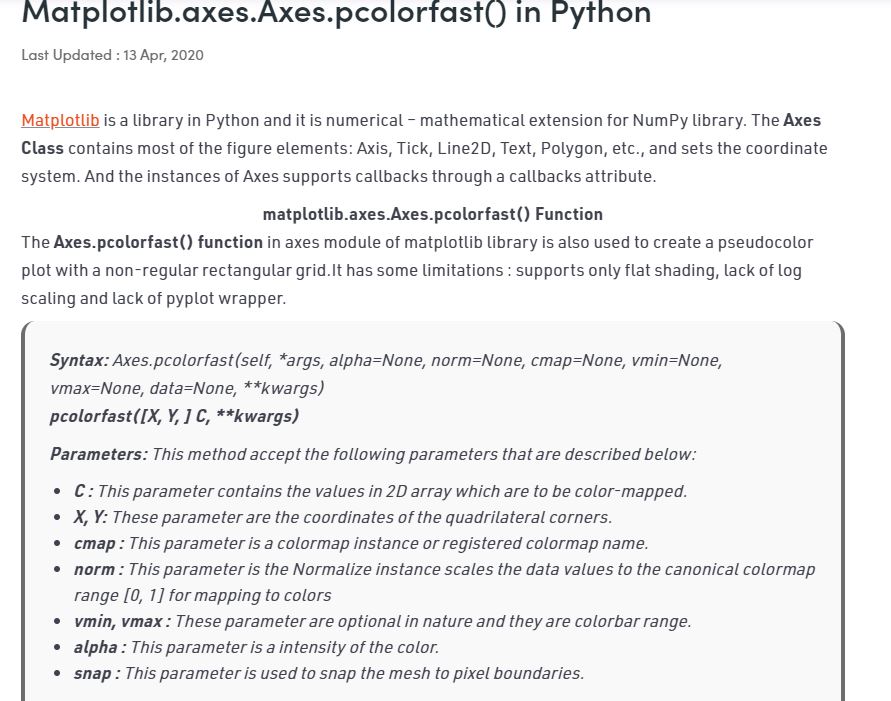 Matplotlib.axes.Axes.pcolorfast() in Python
Last Updated : 13 Apr, 2020
Matplotlib is a library in Python and it is numerical – mathematical extension for NumPy library. The Axes
Class contains most of the figure elements: Axis, Tick, Line2D, Text, Polygon, etc., and sets the coordinate
system. And the instances of Axes supports callbacks through a callbacks attribute.
matplotlib.axes.Axes.pcolorfast() Function
The Axes.pcolorfast() function in axes module of matplotlib library is also used to create a pseudocolor
plot with a non-regular rectangular grid.It has some limitations : supports only flat shading, lack of log
scaling and lack of pyplot wrapper.
Syntax: Axes.pcolorfast(self, *args, alpha=None, norm=None, cmap=None, vmin=None,
vmax=None, data=None, **kwargs)
pcolorfast([X, Y, ] C, **kwargs)
Parameters: This method accept the following parameters that are described below:
• C : This parameter contains the values in 2D array which are to be color-mapped.
• X, Y: These parameter are the coordinates of the quadrilateral corners.
• cmap : This parameter is a colormap instance or registered colormap name.
• norm : This parameter is the Normalize instance scales the data values to the canonical colormap
range [0, 1] for mapping to colors
• vmin, vmax : These parameter are optional in nature and they are colorbar range.
• alpha : This parameter is a intensity of the color.
• snap : This parameter is used to snap the mesh to pixel boundaries.